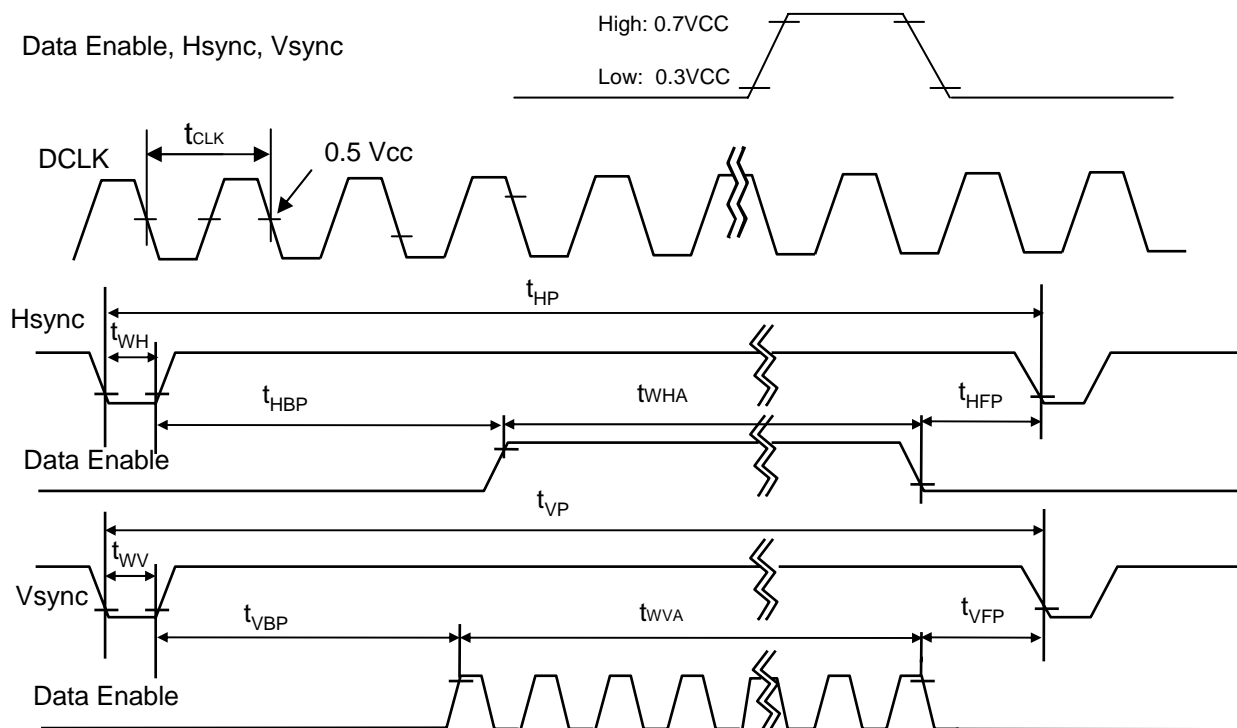 High: 0.7VCC
Data Enable, Hsync, Vsync
Low: 0.3VCC
tCLK
DCLK
0.5 Vcc
tHP
Hsync
tWH
tHBP
tWHA
tHFP
Data Enable
tVP
tWV
Vsync
tVBP
tWVA
tVFP
Data Enable